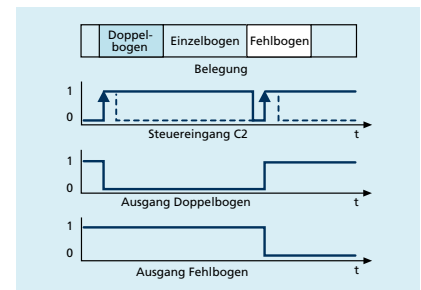 Doppel-
bogen
Einzelbogen
Fehlbogen
Belegung
1
0
Steuereingang C2
t
1
0
Ausgang Doppelbogen
t
1
0
Ausgang Fehlbogen
t